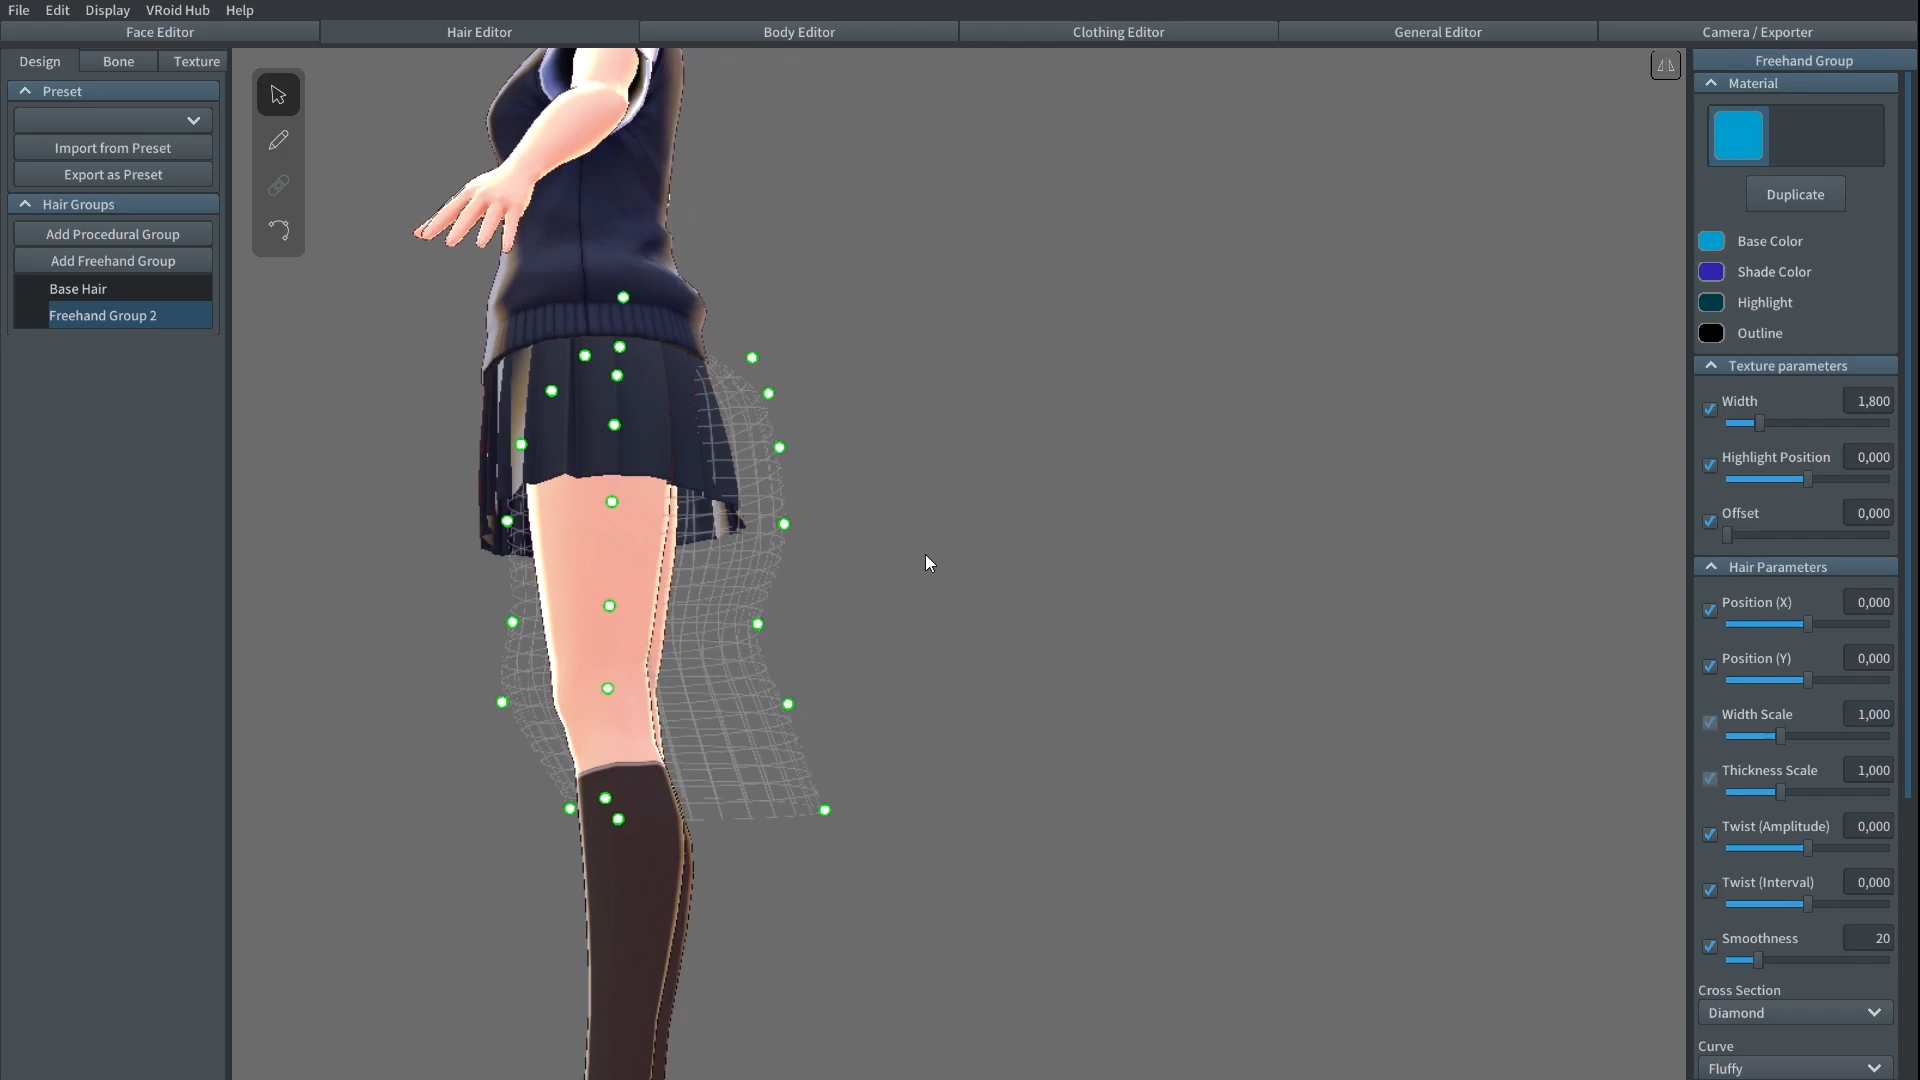 File Edit Display VRoid Hub Help
Face Editor Hair Editor Body Editor Clothing Editor General Editor Camera / Exporter
Design Bone Texture
Preset
Import from Preset
Export as Preset
Hair Groups
Add Procedural Group
Add Freehand Group
Base Hair
Freehand Group 2
Freehand Group
Material
Duplicate
Base Color
Shade Color
Highlight
Outline
Texture parameters
Width 1,800
Highlight Position 0,000
Offset 0,000
Hair Parameters
Position (X) 0,000
Position (Y) 0,000
Width Scale 1,000
Thickness Scale 1,000
Twist (Amplitude) 0,000
Twist (Interval) 0,000
Smoothness 20
Cross Section
Diamond
Curve
Fluffy